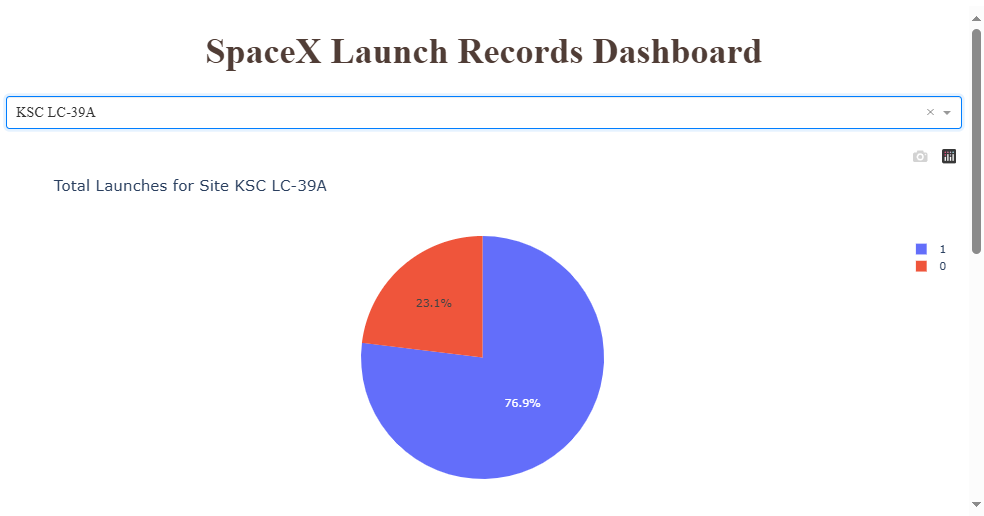 SpaceX Launch Records Dashboard
KSC LC-39A
×
Total Launches for Site KSC LC-39A
1
0
23.1%
76.9%